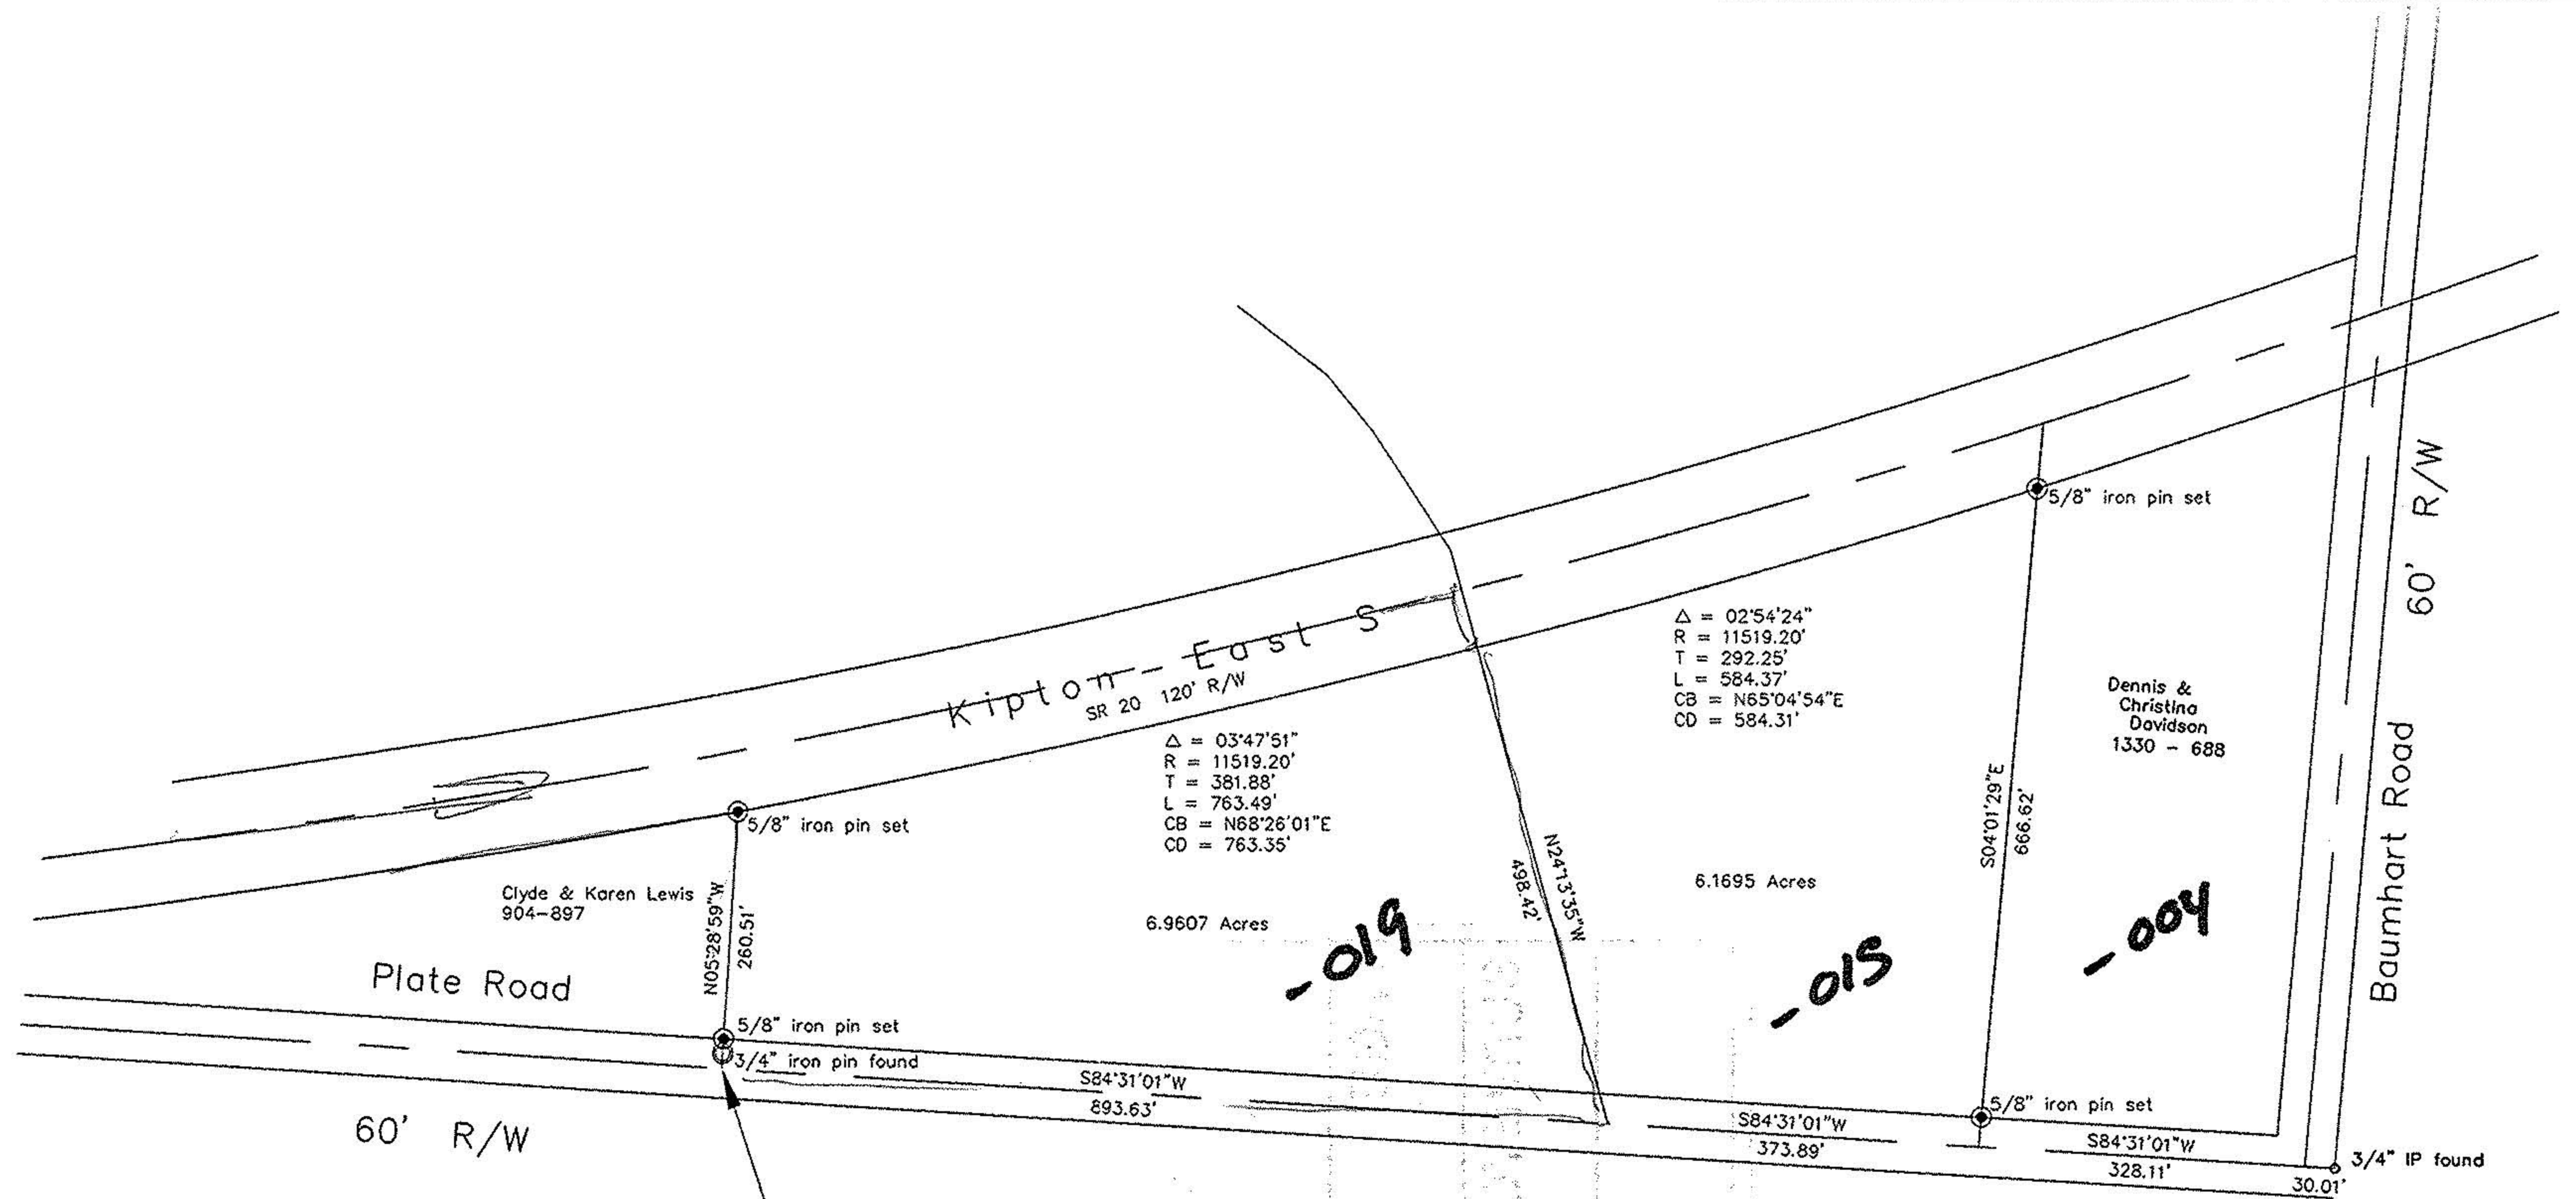 60' R/W
5/8" iron pin set
Kipton - East S
SR 20 120' R/W
Δ = 02°54'24"
R = 11519.20'
T = 292.25'
L = 584.37'
CB = N65°04'54"E
CD = 584.31'
Dennis &
Christina
Davidson
1330 - 688
Baumhart Road
Δ = 03°47'51"
R = 11519.20'
T = 381.88'
L = 763.49'
CB = N68°26'01"E
CD = 763.35'
5/8" iron pin set
S04°01'29"E
666.62'
N24°13'35"W
498.42'
Clyde & Karen Lewis
904-897
N05°28'59"W
260.51'
6.9607 Acres
6.1695 Acres
-019
-015
-004
Plate Road
5/8" iron pin set
3/4" iron pin found
S84°31'01"W
893.63'
60' R/W
5/8" iron pin set
S84°31'01"W
373.89'
S84°31'01"W
328.11'
30.01'
3/4" IP found